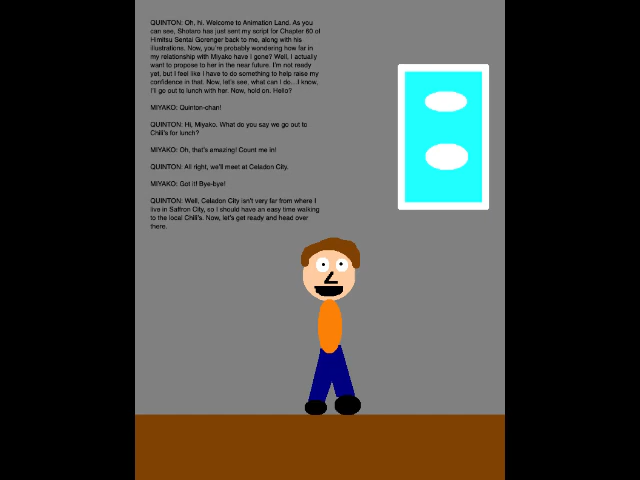 QUINTON: Oh, hi. Welcome to Animation Land. As you
can see, Shotaro has just sent my script for Chapter 60 of
Himitsu Sentai Gorenger back to me, along with his
illustrations. Now, you're probably wondering how far in
my relationship with Miyako have I gone? Well, I actually
want to propose to her in the near future. I'm not ready
yet, but I feel like I have to do something to help raise my
confidence in that. Now, let's see, what can I do...I know,
I'll go out to lunch with her. Now, hold on. Hello?
MIYAKO: Quinton-chan!
QUINTON: Hi, Miyako. What do you say we go out to
Chili's for lunch?
MIYAKO: Oh, that's amazing! Count me in!
QUINTON: All right, we'll meet at Celadon City.
MIYAKO: Got it! Bye-bye!
QUINTON: Well, Celadon City isn't very far from where I
live in Saffron City, so I should have an easy time walking
to the local Chili's. Now, let's get ready and head over
there.